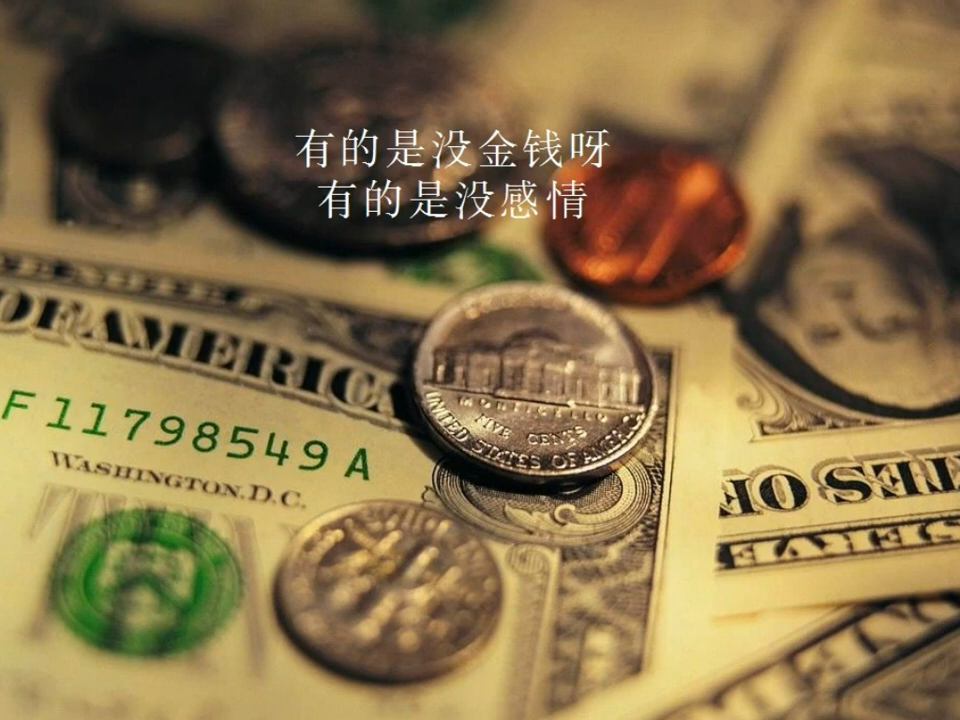 有的是没金钱呀
有的是没感情
OF AMERICA
F 11798549 A
WASHINGTON, D.C.
MONTICELLO
FIVE CENTS
UNITED STATES OF AMERICA